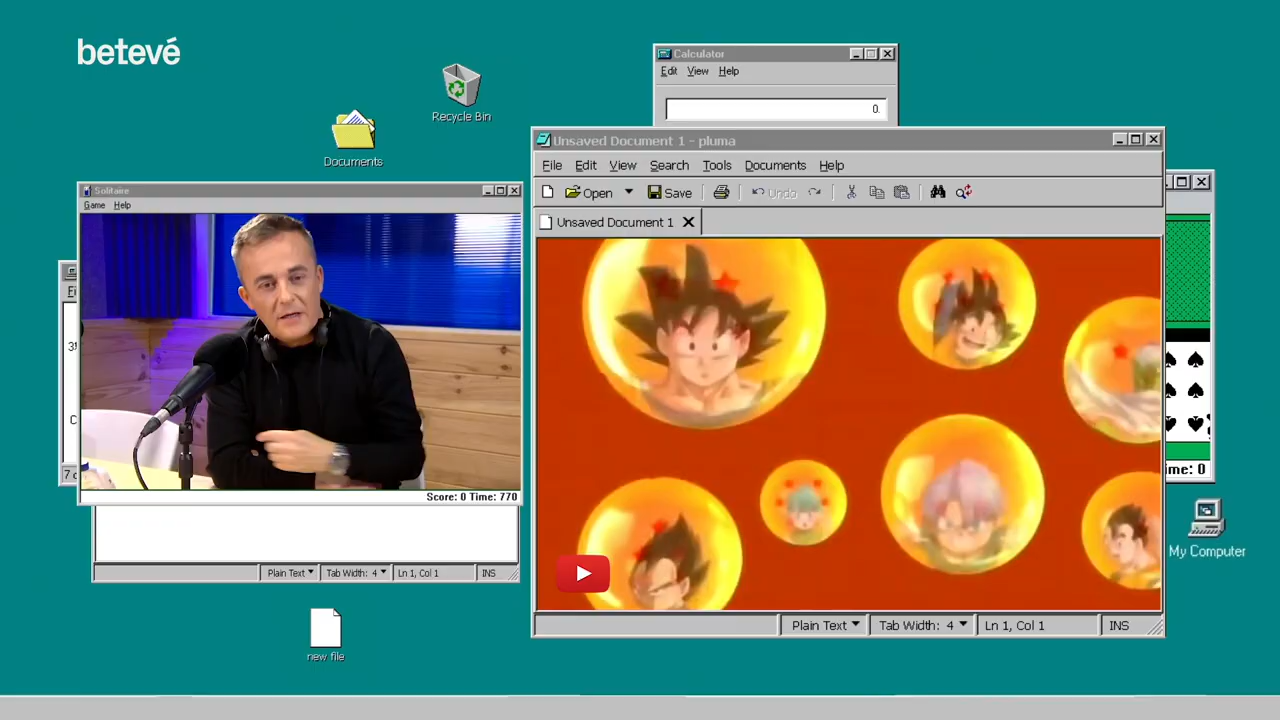 betevé
Recycle Bin
Documents
Calculator
Edit View Help
0.
Unsaved Document 1 - pluma
File Edit View Search Tools Documents Help
Open Save Undo
Unsaved Document 1
Solitaire
Game Help
Score: 0 Time: 770
Plain Text Tab Width: 4 Ln 1, Col 1 INS
Plain Text Tab Width: 4 Ln 1, Col 1 INS
My Computer
new file